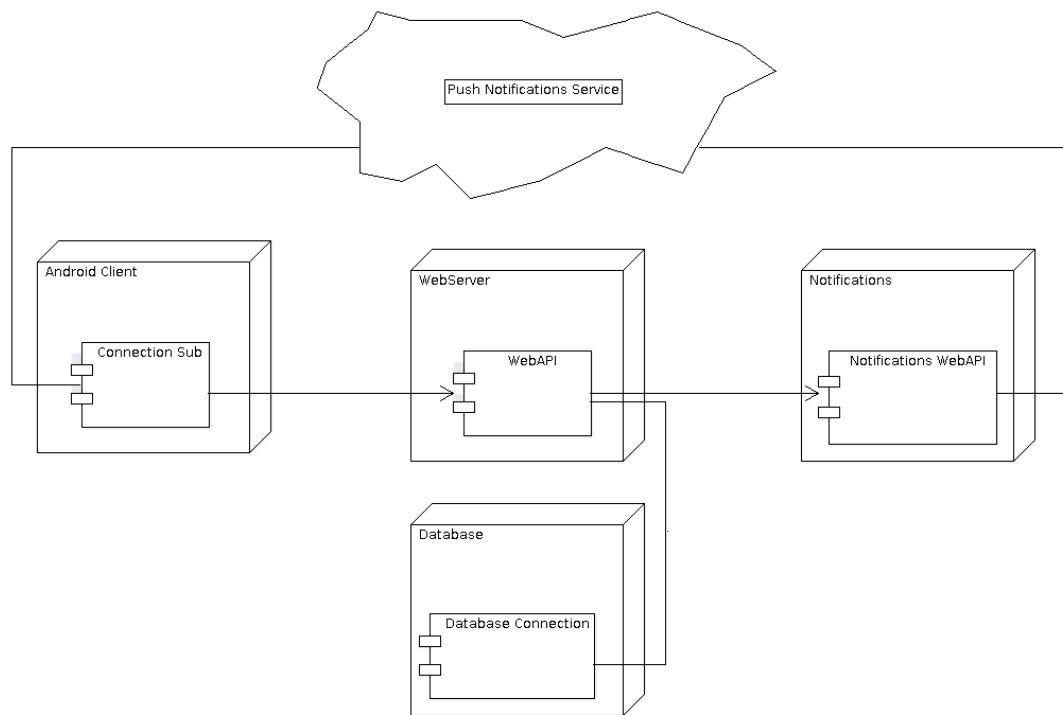 Push Notifications Service
Android Client
Connection Sub
WebServer
WebAPI
Notifications
Notifications WebAPI
Database
Database Connection